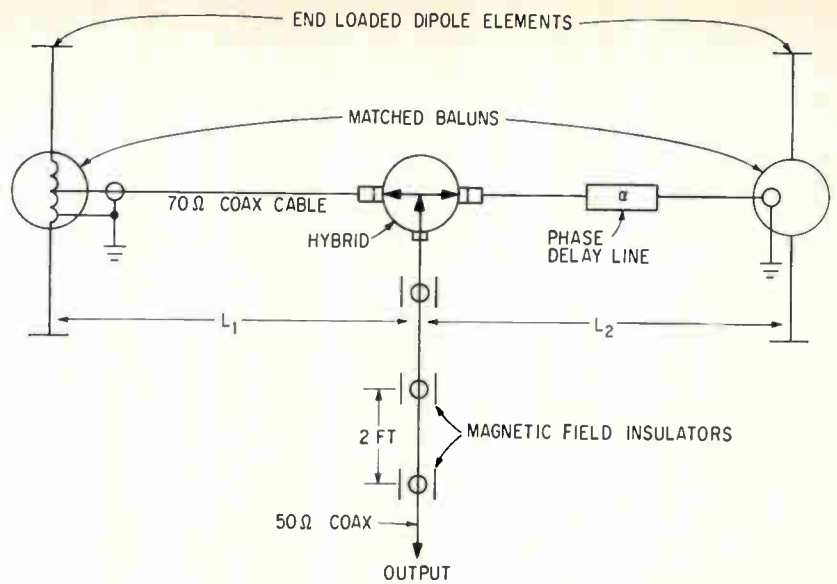 END LOADED DIPOLE ELEMENTS
MATCHED BALUNS
70Ω COAX CABLE
HYBRID
α
PHASE
DELAY LINE
L₁
L₂
2 FT
MAGNETIC FIELD INSULATORS
50Ω COAX
OUTPUT